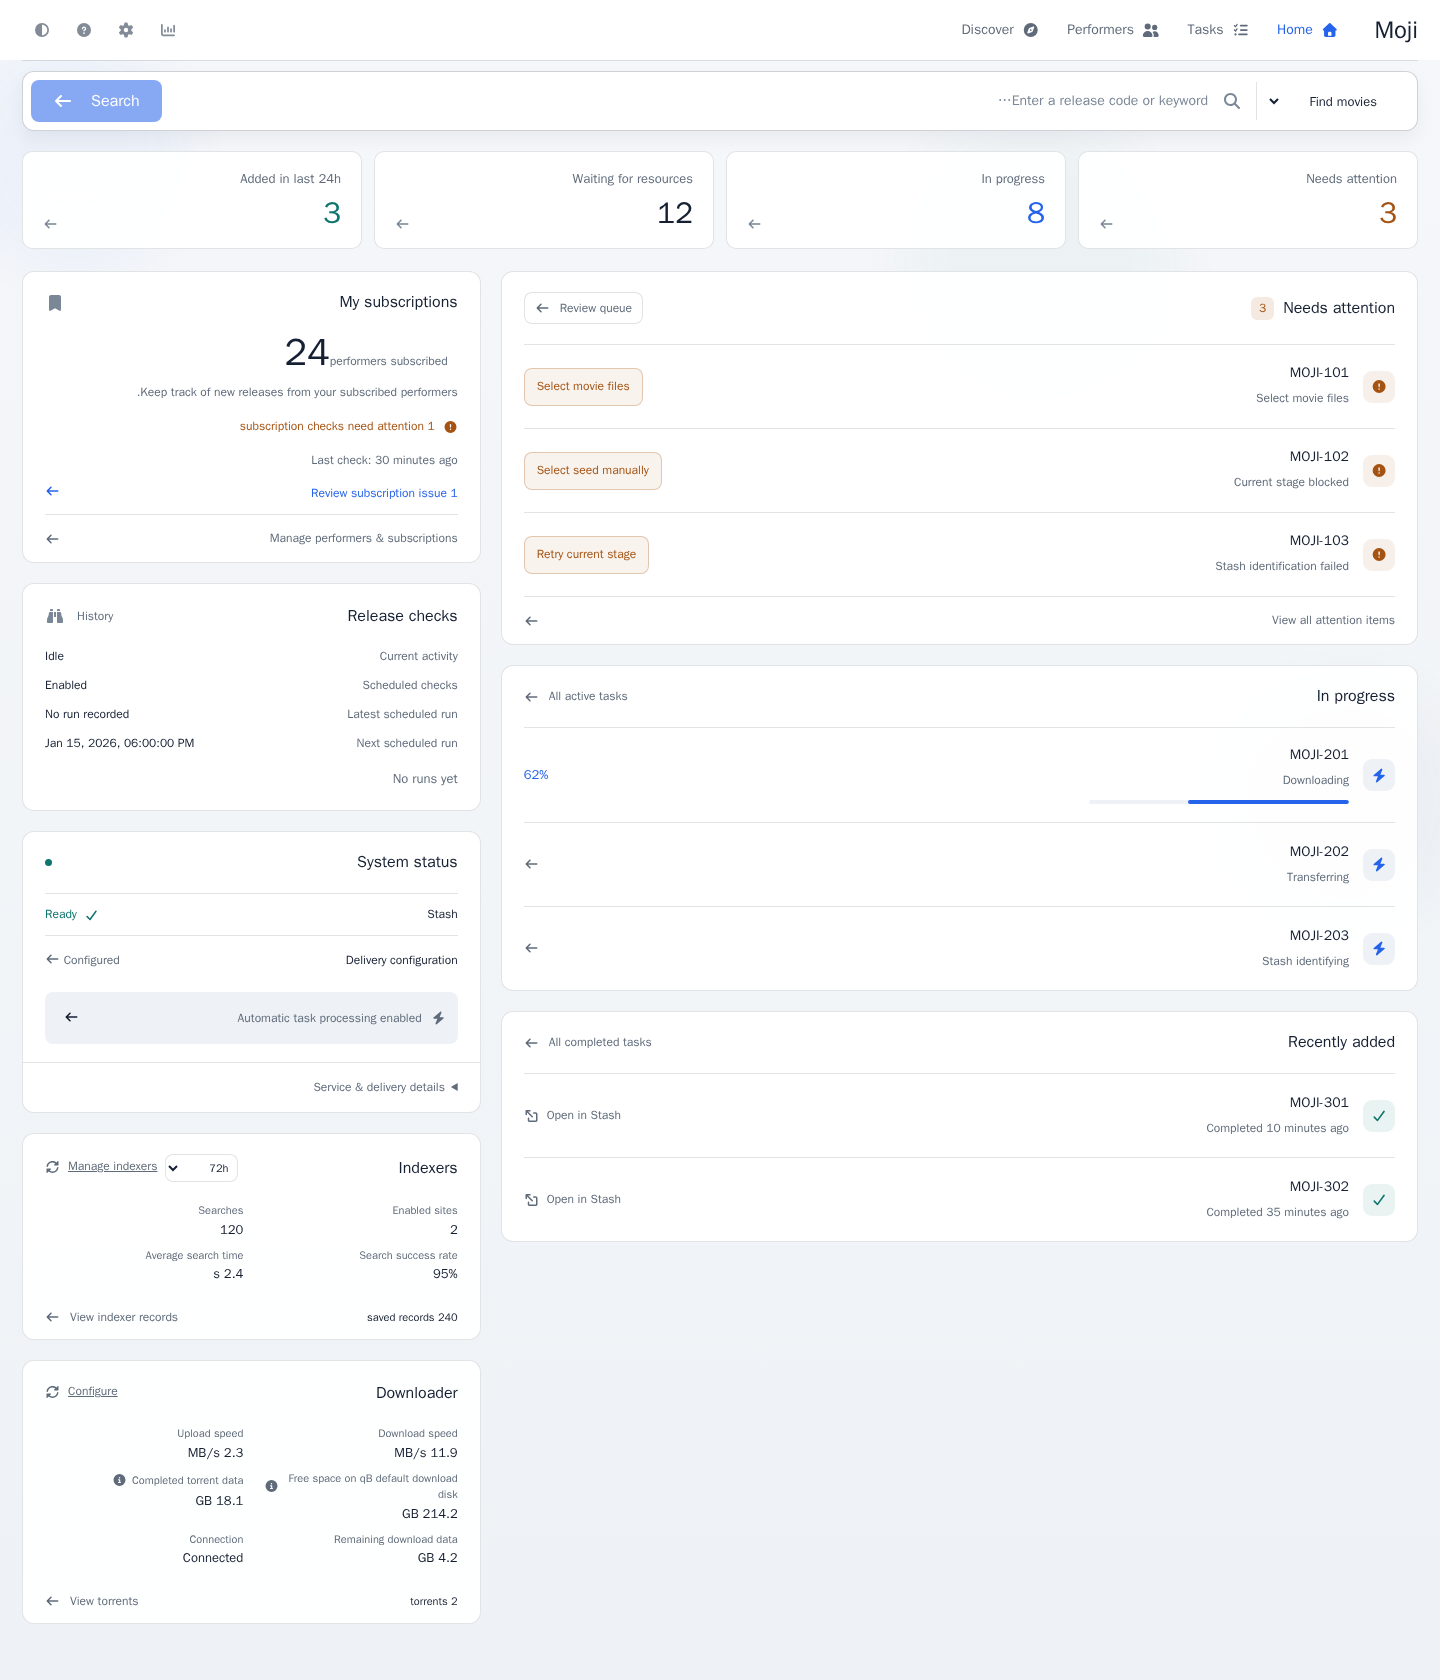 Moji
Home
Tasks
Performers
Discover
Find movies
…Enter a release code or keyword
Search
Needs attention
3
In progress
8
Waiting for resources
12
Added in last 24h
3
Needs attention 3
Review queue
MOJI-101
Select movie files
Select movie files
MOJI-102
Current stage blocked
Select seed manually
MOJI-103
Stash identification failed
Retry current stage
View all attention items
In progress
All active tasks
MOJI-201
Downloading
62%
MOJI-202
Transferring
MOJI-203
Stash identifying
Recently added
All completed tasks
MOJI-301
Completed 10 minutes ago
Open in Stash
MOJI-302
Completed 35 minutes ago
Open in Stash
My subscriptions
24 performers subscribed
.Keep track of new releases from your subscribed performers
subscription checks need attention 1
Last check: 30 minutes ago
Review subscription issue 1
Manage performers & subscriptions
Release checks
History
Current activity
Idle
Scheduled checks
Enabled
Latest scheduled run
No run recorded
Next scheduled run
Jan 15, 2026, 06:00:00 PM
No runs yet
System status
Stash
Ready
Delivery configuration
Configured
Automatic task processing enabled
Service & delivery details
Indexers
72h
Manage indexers
Enabled sites
2
Searches
120
Search success rate
95%
Average search time
s 2.4
saved records 240
View indexer records
Downloader
Configure
Download speed
MB/s 11.9
Upload speed
MB/s 2.3
Free space on qB default download
disk
GB 214.2
Completed torrent data
GB 18.1
Remaining download data
GB 4.2
Connection
Connected
torrents 2
View torrents